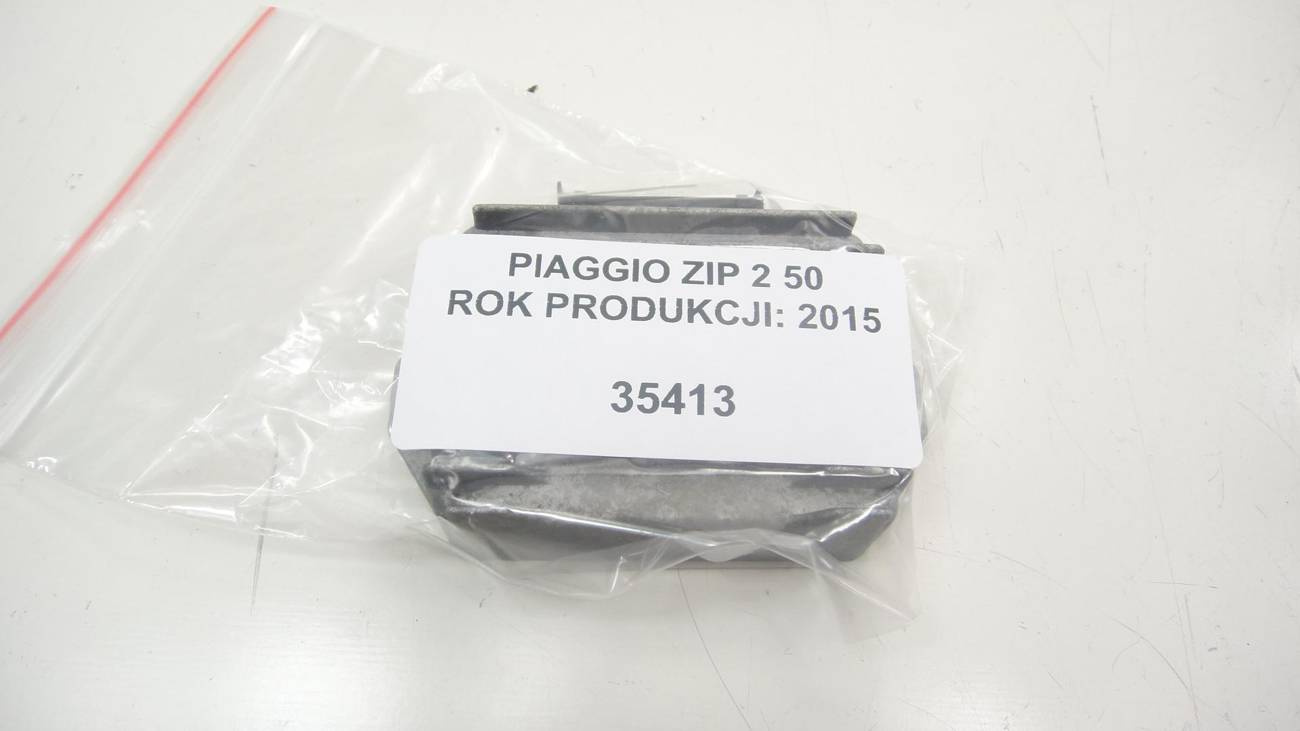 PIAGGIO ZIP 2 50
ROK PRODUKCJI: 2015
35413